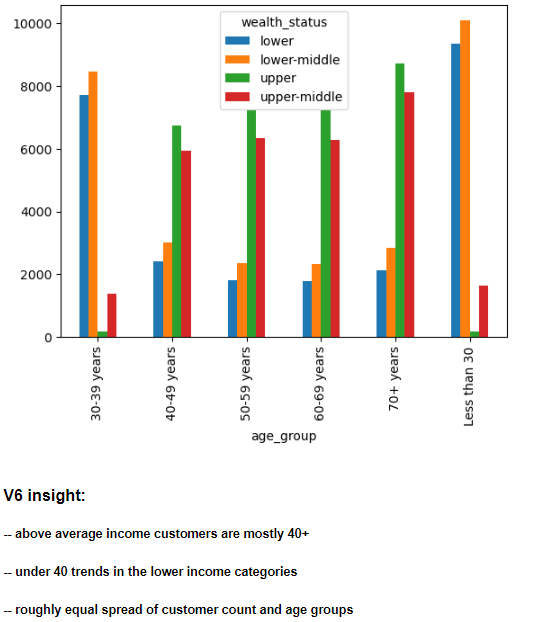 10000
wealth_status
lower
lower-middle
upper
upper-middle
8000
6000
4000
2000
0
30-39 years
40-49 years
50-59 years
60-69 years
70+ years
Less than 30
age_group
V6 insight:
-- above average income customers are mostly 40+
-- under 40 trends in the lower income categories
-- roughly equal spread of customer count and age groups